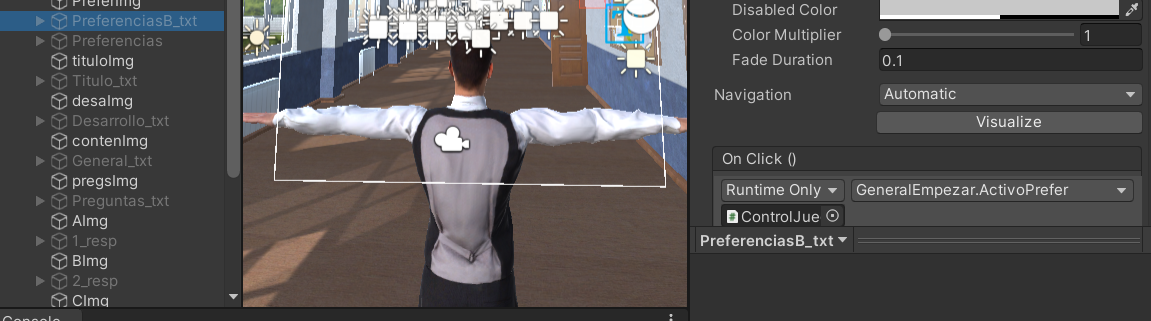 PrefeImg
PreferenciasB_txt
Preferencias
tituloImg
Titulo_txt
desaImg
Desarrollo_txt
contenImg
General_txt
pregsImg
Preguntas_txt
AImg
1_resp
BImg
2_resp
CImg
Console
T
Disabled Color
Color Multiplier
1
Fade Duration
0.1
Navigation
Automatic
Visualize
On Click ()
Runtime Only
GeneralEmpezar.ActivoPrefer
ControlJue
PreferenciasB_txt